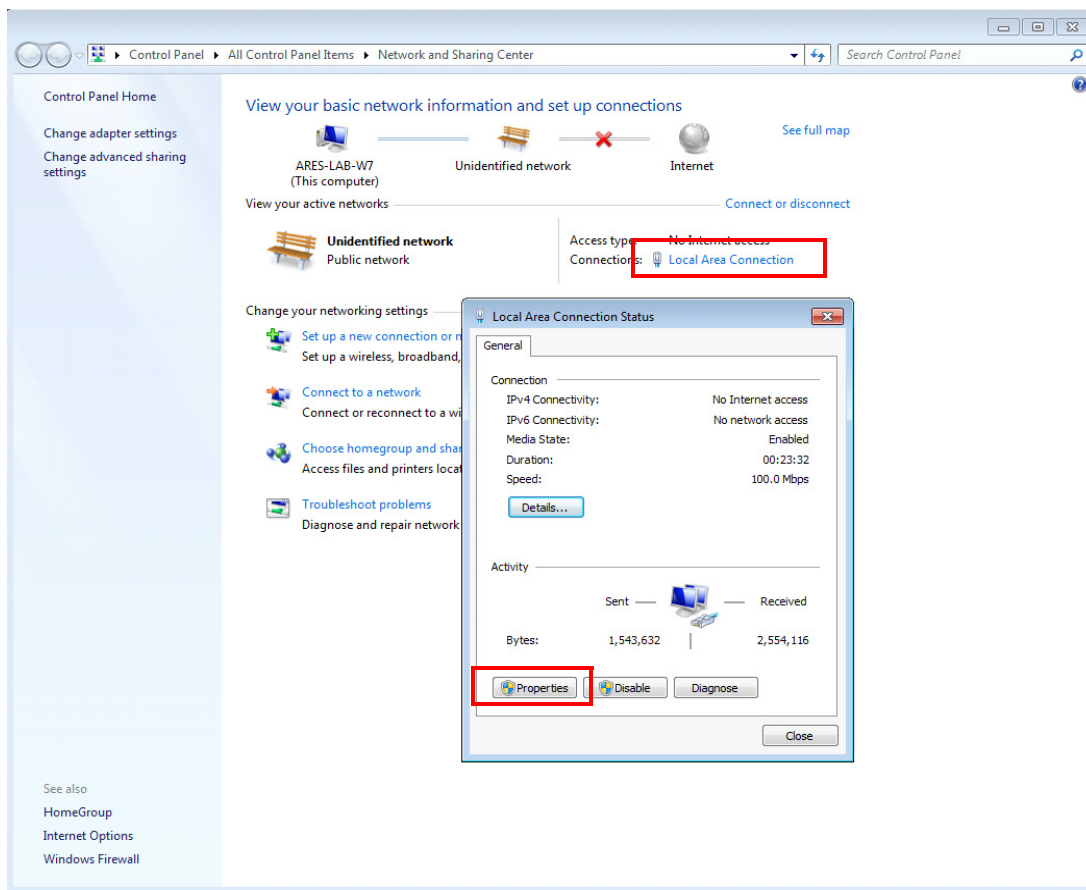 Control Panel ▸ All Control Panel Items ▸ Network and Sharing Center
Search Control Panel
Control Panel Home
Change adapter settings
Change advanced sharing
settings
View your basic network information and set up connections
See full map
ARES-LAB-W7
(This computer)
Unidentified network
Internet
View your active networks
Connect or disconnect
Unidentified network
Public network
Access type: No Internet access
Connections: Local Area Connection
Change your networking settings
Set up a new connection or n
Set up a wireless, broadband,
Connect to a network
Connect or reconnect to a wi
Choose homegroup and shar
Access files and printers locat
Troubleshoot problems
Diagnose and repair network
Local Area Connection Status
General
Connection
IPv4 Connectivity: No Internet access
IPv6 Connectivity: No network access
Media State: Enabled
Duration: 00:23:32
Speed: 100.0 Mbps
Details...
Activity
Sent Received
Bytes: 1,543,632 2,554,116
Properties Disable Diagnose
Close
See also
HomeGroup
Internet Options
Windows Firewall